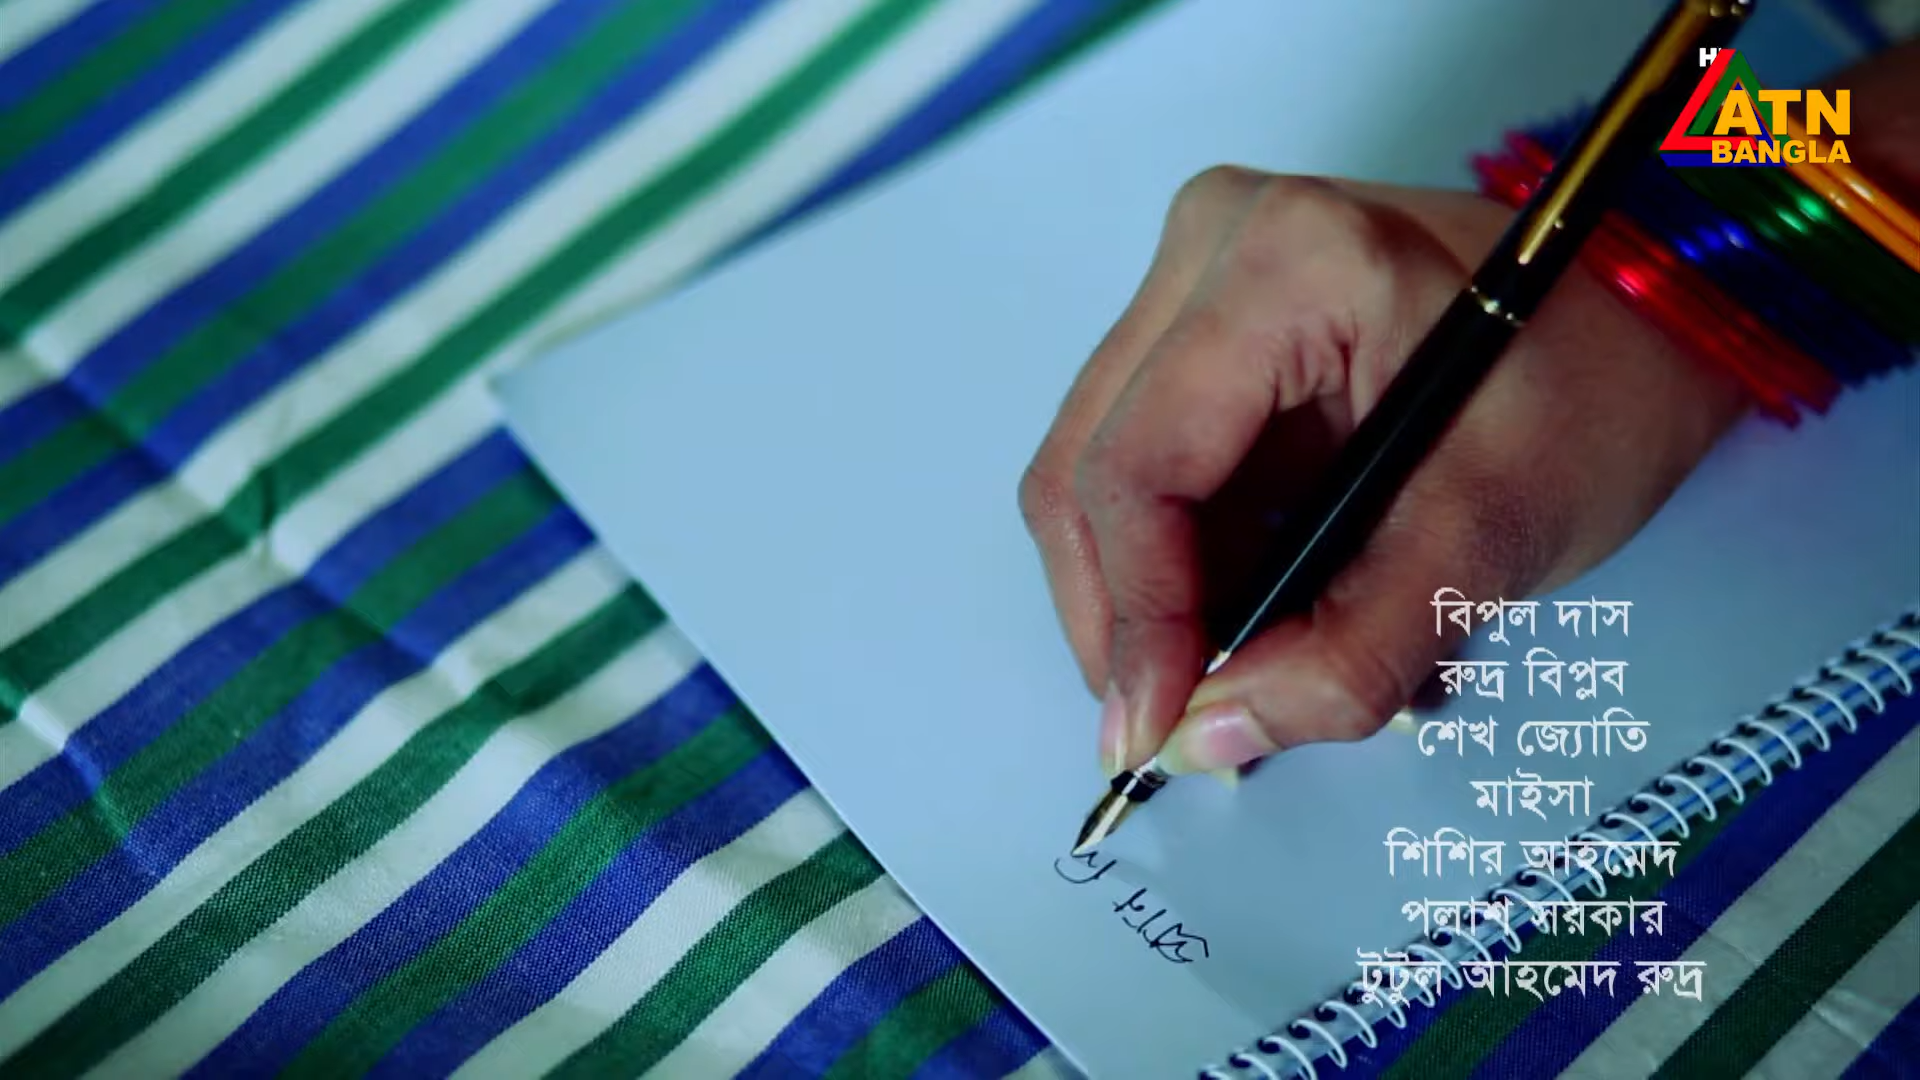 HD
ATN
BANGLA
বিপুল দাস
রুদ্র বিপ্লব
শেখ জ্যোতি
মাইসা
শিশির আহমেদ
পলাশ সরকার
টুটুল আহমেদ রুদ্র